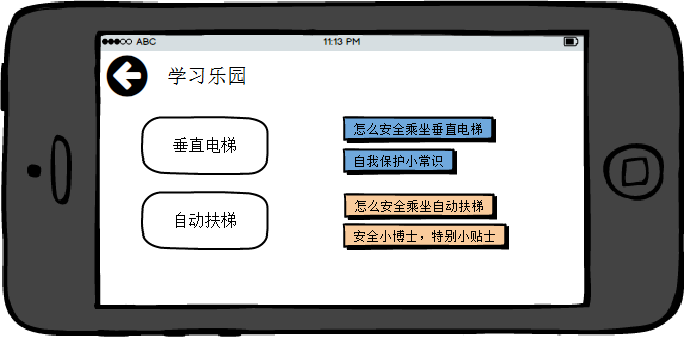 ABC
11:13 PM
学习乐园
垂直电梯
怎么安全乘坐垂直电梯
自我保护小常识
自动扶梯
怎么安全乘坐自动扶梯
安全小博士，特别小贴士